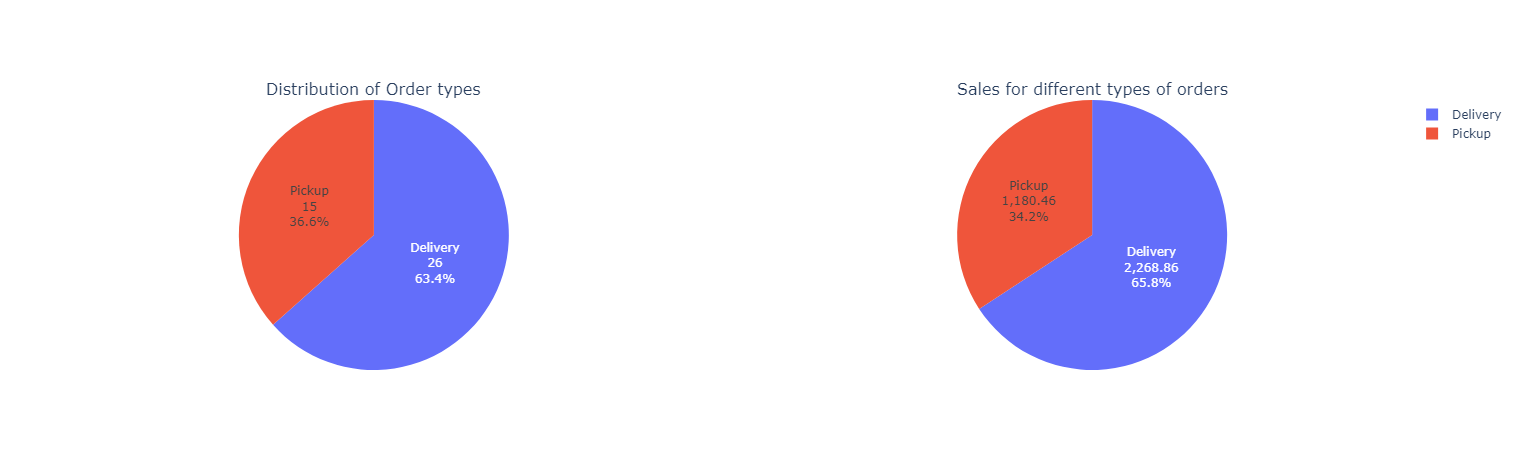 Distribution of Order types
Pickup
15
36.6%
Delivery
26
63.4%
Sales for different types of orders
Pickup
1,180.46
34.2%
Delivery
2,268.86
65.8%
Delivery
Pickup